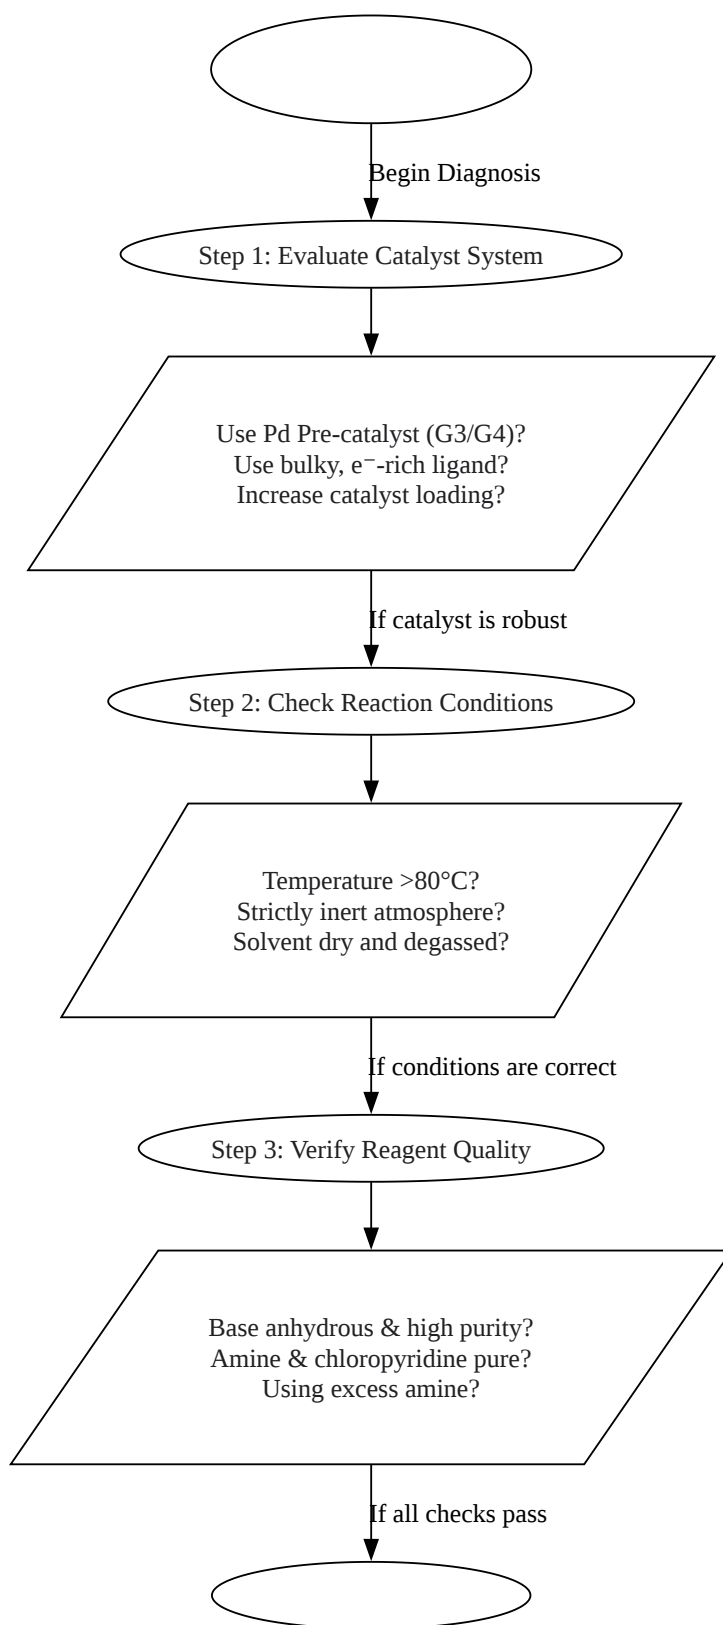 Begin Diagnosis
Step 1: Evaluate Catalyst System
Use Pd Pre-catalyst (G3/G4)?
Use bulky, e⁻-rich ligand?
Increase catalyst loading?
If catalyst is robust
Step 2: Check Reaction Conditions
Temperature >80°C?
Strictly inert atmosphere?
Solvent dry and degassed?
If conditions are correct
Step 3: Verify Reagent Quality
Base anhydrous & high purity?
Amine & chloropyridine pure?
Using excess amine?
If all checks pass